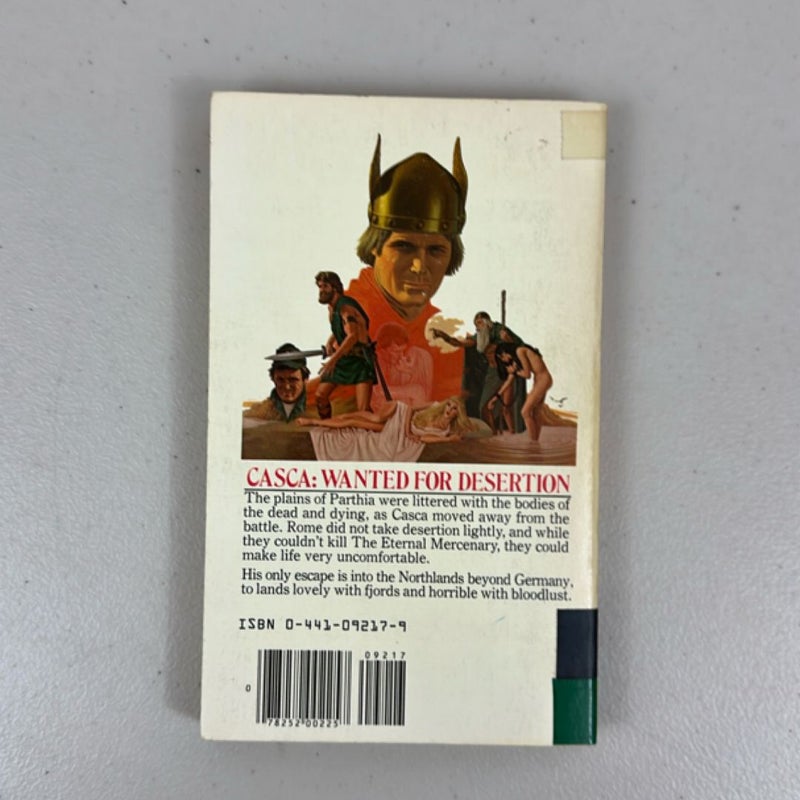 CASCA: WANTED FOR DESERTION
The plains of Parthia were littered with the bodies of
the dead and dying, as Casca moved away from the
battle. Rome did not take desertion lightly, and while
they couldn't kill The Eternal Mercenary, they could
make life very uncomfortable.
His only escape is into the Northlands beyond Germany,
to lands lovely with fjords and horrible with bloodlust.
ISBN 0-441-09217-9
09217
0
78252 00225